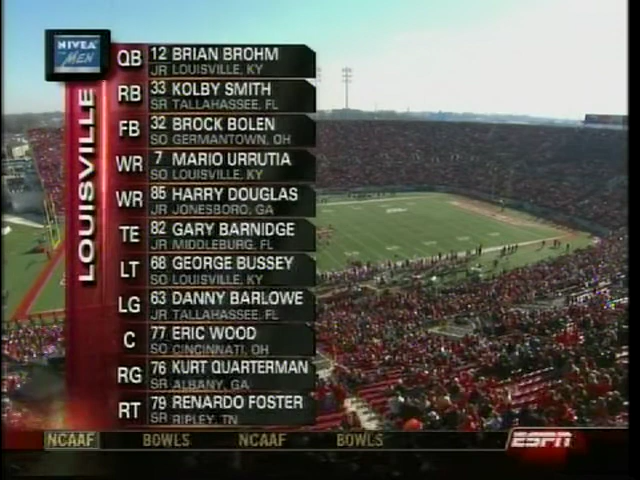 NIVEA
for MEN
LOUISVILLE
QB 12 BRIAN BROHM
JR LOUISVILLE, KY
RB 33 KOLBY SMITH
SR TALLAHASSEE, FL
FB 32 BROCK BOLEN
SO GERMANTOWN, OH
WR 7 MARIO URRUTIA
SO LOUISVILLE, KY
WR 85 HARRY DOUGLAS
JR JONESBORO, GA
TE 82 GARY BARNIDGE
JR MIDDLEBURG, FL
LT 68 GEORGE BUSSEY
SO LOUISVILLE, KY
LG 63 DANNY BARLOWE
JR TALLAHASSEE, FL
C 77 ERIC WOOD
SO CINCINNATI, OH
RG 76 KURT QUARTERMAN
SR ALBANY, GA
RT 79 RENARDO FOSTER
SR RIPLEY, TN
NCAAF BOWLS NCAAF BOWLS ESPN